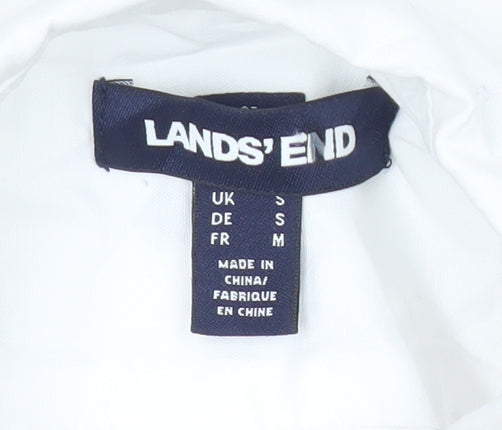 LANDS' END
UK S
DE S
FR M
MADE IN
CHINA/
FABRIQUE
EN CHINE